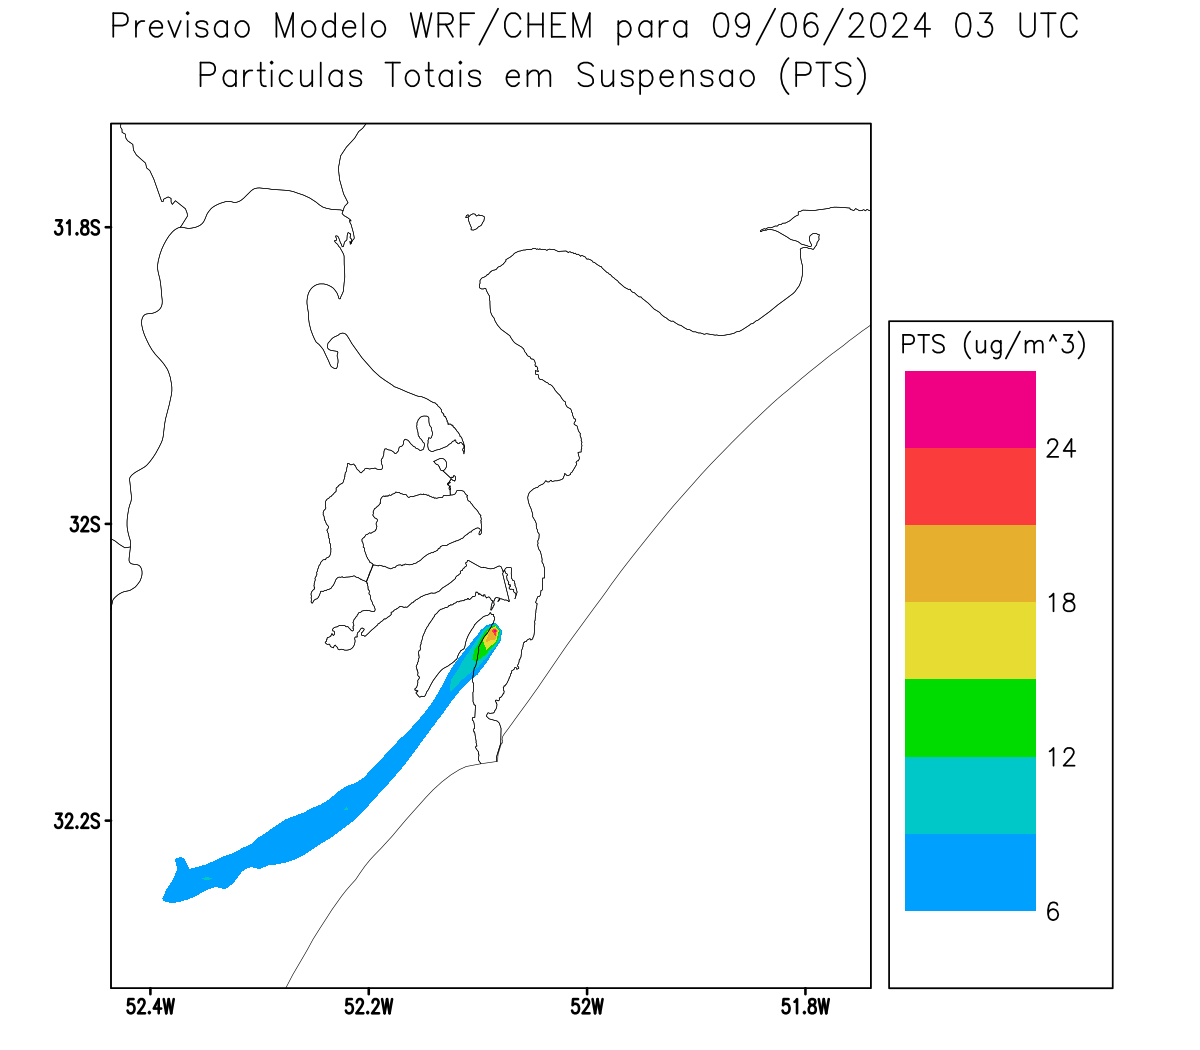 Previsao Modelo WRF/CHEM para 09/06/2024 03 UTC
Particulas Totais em Suspensao (PTS)
31.8S
32S
32.2S
52.4W
52.2W
52W
51.8W
PTS (ug/m^3)
24
18
12
6